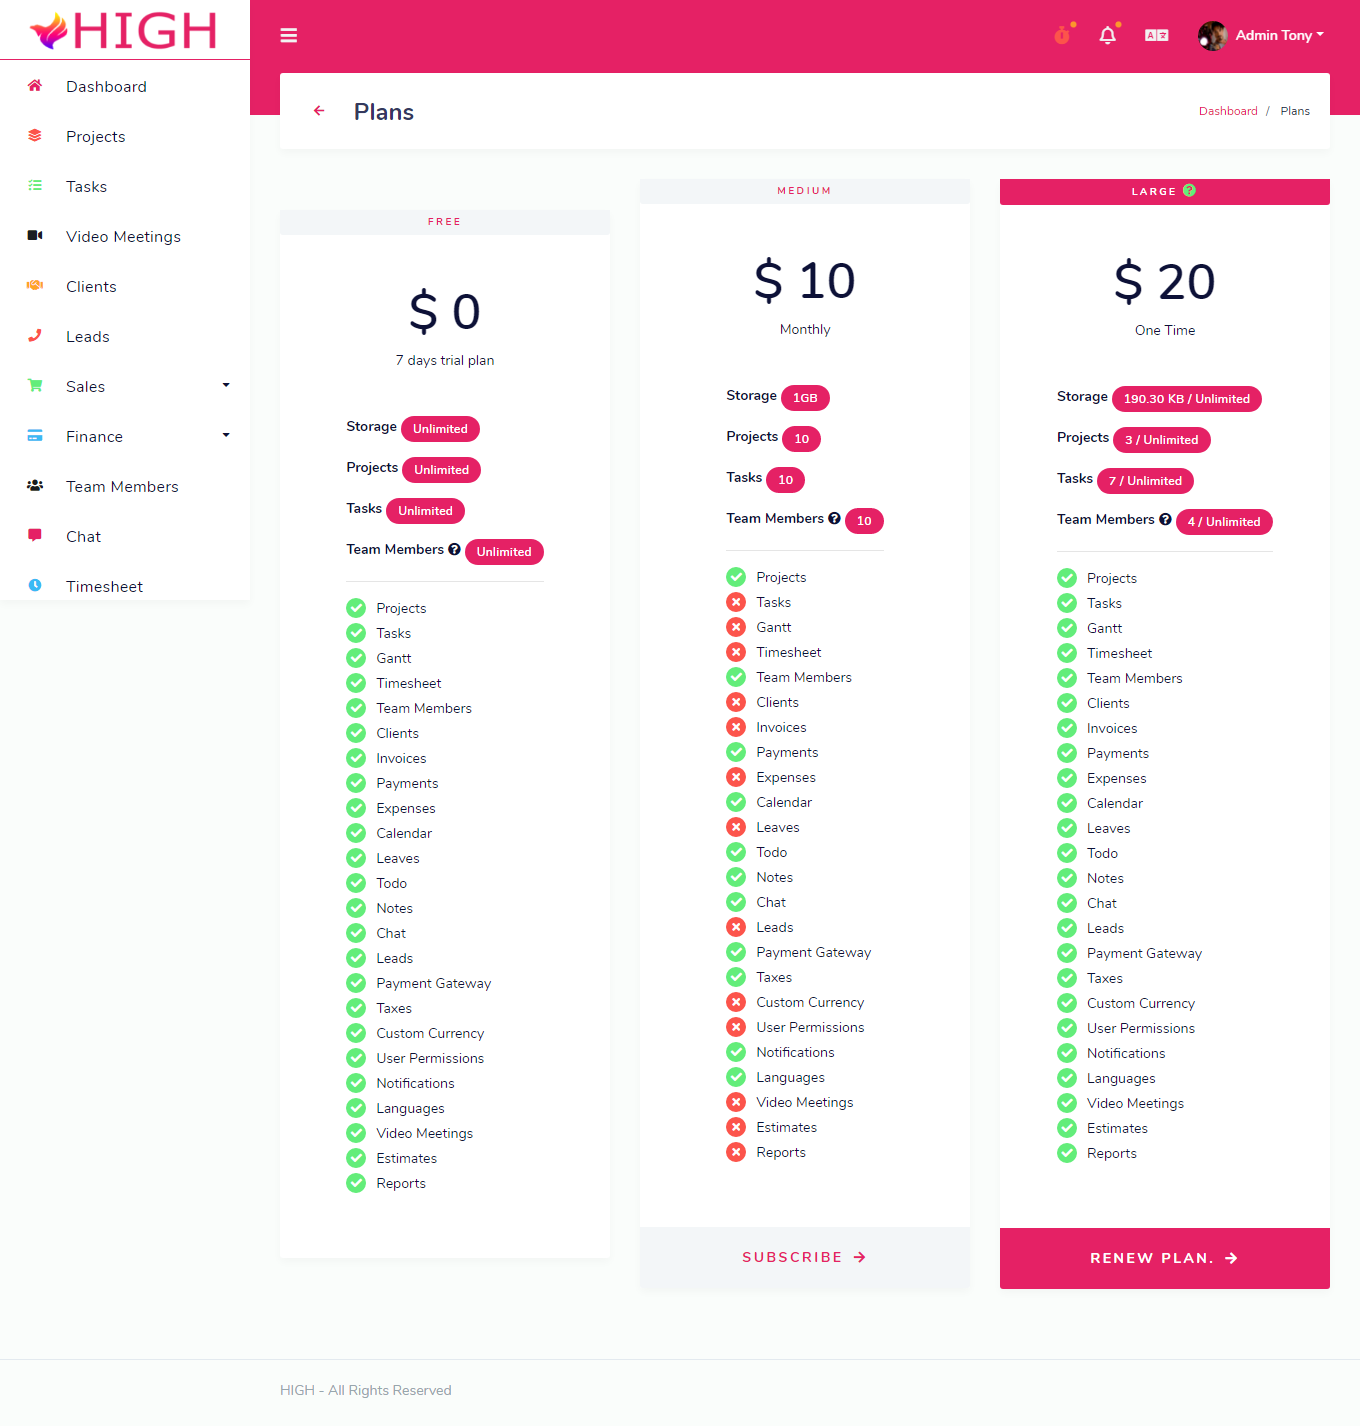 HIGH
Admin Tony
Dashboard
Projects
Tasks
Video Meetings
Clients
Leads
Sales
Finance
Team Members
Chat
Timesheet
Plans
Dashboard / Plans
FREE
$ 0
7 days trial plan
Storage Unlimited
Projects Unlimited
Tasks Unlimited
Team Members Unlimited
Projects
Tasks
Gantt
Timesheet
Team Members
Clients
Invoices
Payments
Expenses
Calendar
Leaves
Todo
Notes
Chat
Leads
Payment Gateway
Taxes
Custom Currency
User Permissions
Notifications
Languages
Video Meetings
Estimates
Reports
MEDIUM
$ 10
Monthly
Storage 1GB
Projects 10
Tasks 10
Team Members 10
Projects
Tasks
Gantt
Timesheet
Team Members
Clients
Invoices
Payments
Expenses
Calendar
Leaves
Todo
Notes
Chat
Leads
Payment Gateway
Taxes
Custom Currency
User Permissions
Notifications
Languages
Video Meetings
Estimates
Reports
SUBSCRIBE
LARGE
$ 20
One Time
Storage 190.30 KB / Unlimited
Projects 3 / Unlimited
Tasks 7 / Unlimited
Team Members 4 / Unlimited
Projects
Tasks
Gantt
Timesheet
Team Members
Clients
Invoices
Payments
Expenses
Calendar
Leaves
Todo
Notes
Chat
Leads
Payment Gateway
Taxes
Custom Currency
User Permissions
Notifications
Languages
Video Meetings
Estimates
Reports
RENEW PLAN.
HIGH - All Rights Reserved